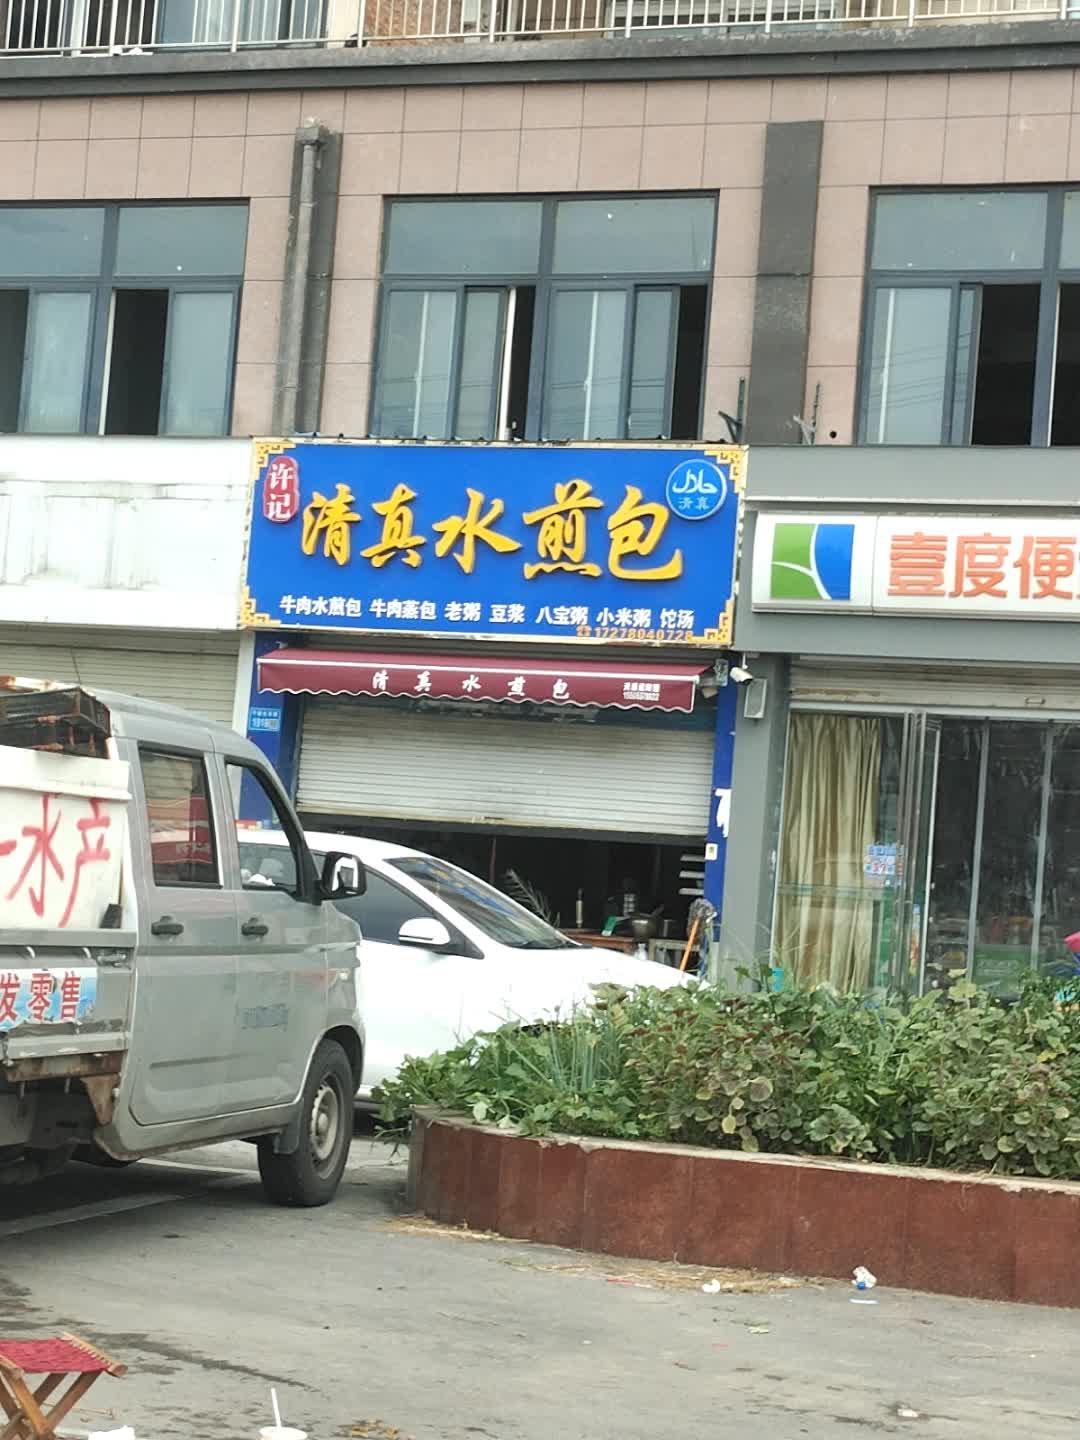 许记
清真水煎包
حلال
清真
牛肉水煎包 牛肉蒸包 老粥 豆浆 八宝粥 小米粥 饦汤
☎17278040728
清真水煎包
壹度便
水产
发零售